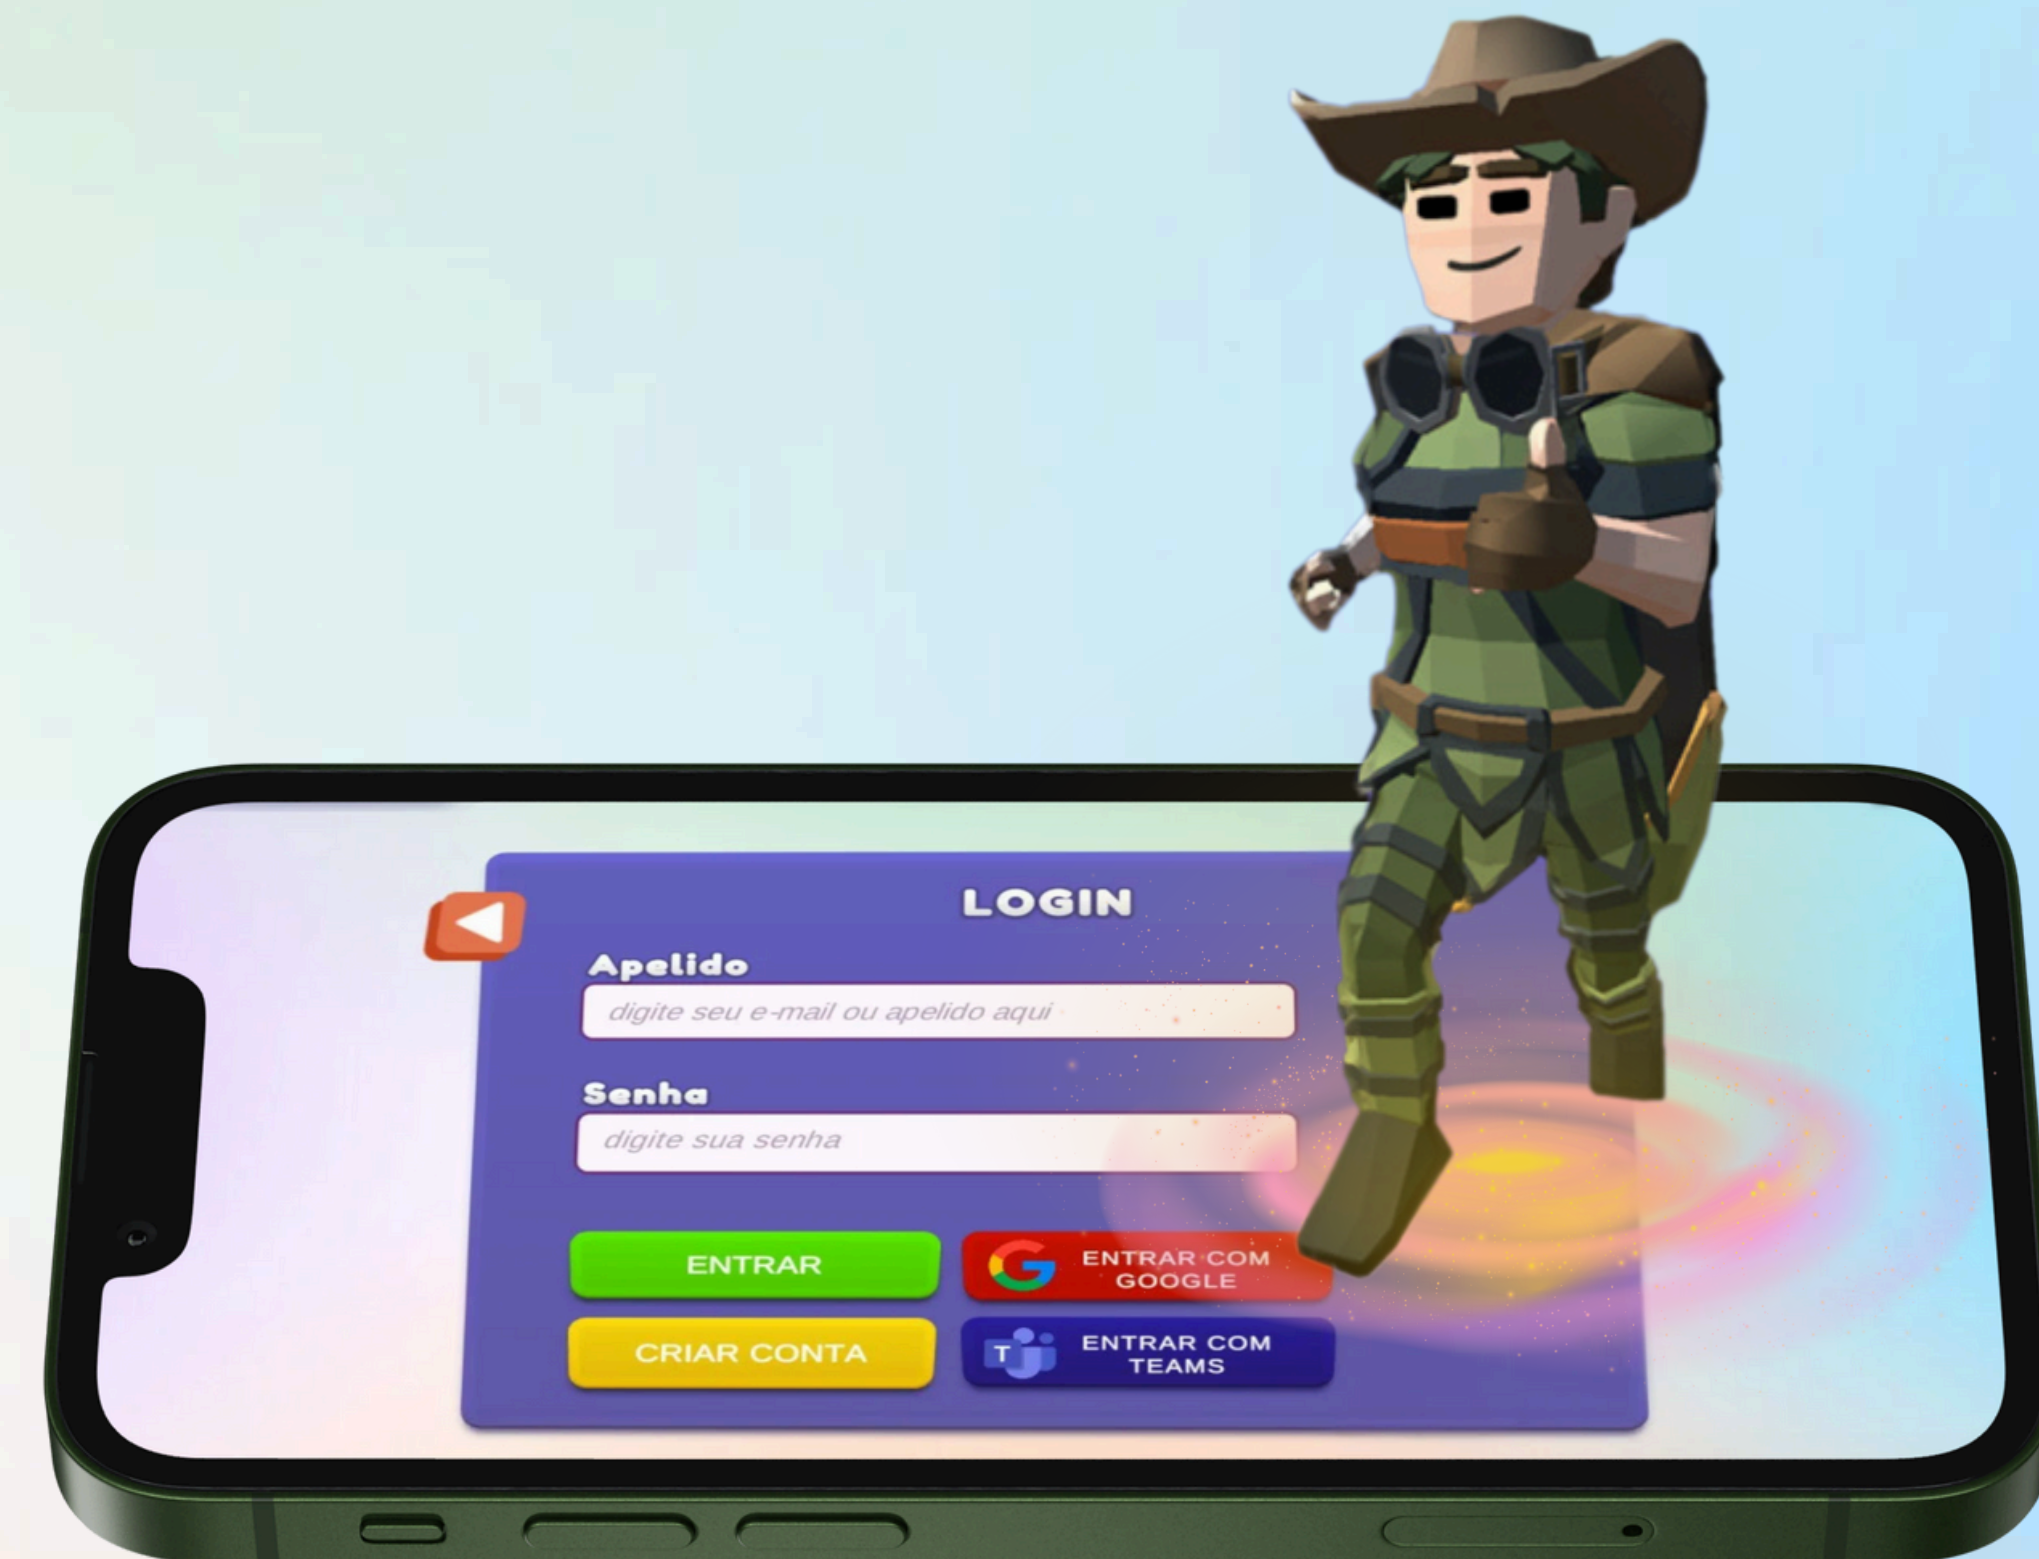 LOGIN
Apelido
digite seu e-mail ou apelido aqui
Senha
digite sua senha
ENTRAR
ENTRAR COM
GOOGLE
CRIAR CONTA
T
ENTRAR COM
TEAMS